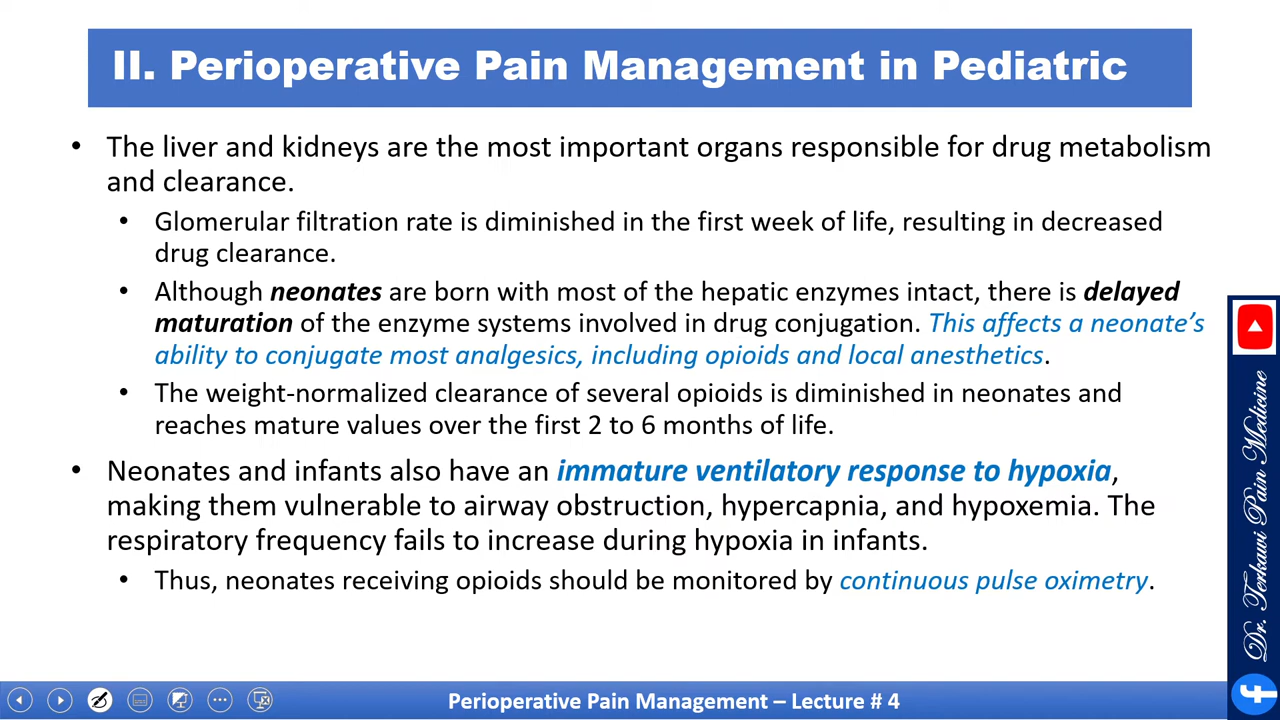 II. Perioperative Pain Management in Pediatric
• The liver and kidneys are the most important organs responsible for drug metabolism
and clearance.
• Glomerular filtration rate is diminished in the first week of life, resulting in decreased
drug clearance.
• Although neonates are born with most of the hepatic enzymes intact, there is delayed
maturation of the enzyme systems involved in drug conjugation. This affects a neonate’s
ability to conjugate most analgesics, including opioids and local anesthetics.
• The weight-normalized clearance of several opioids is diminished in neonates and
reaches mature values over the first 2 to 6 months of life.
• Neonates and infants also have an immature ventilatory response to hypoxia,
making them vulnerable to airway obstruction, hypercapnia, and hypoxemia. The
respiratory frequency fails to increase during hypoxia in infants.
• Thus, neonates receiving opioids should be monitored by continuous pulse oximetry.
Dr. Terkawi Pain Medicine
Perioperative Pain Management – Lecture # 4